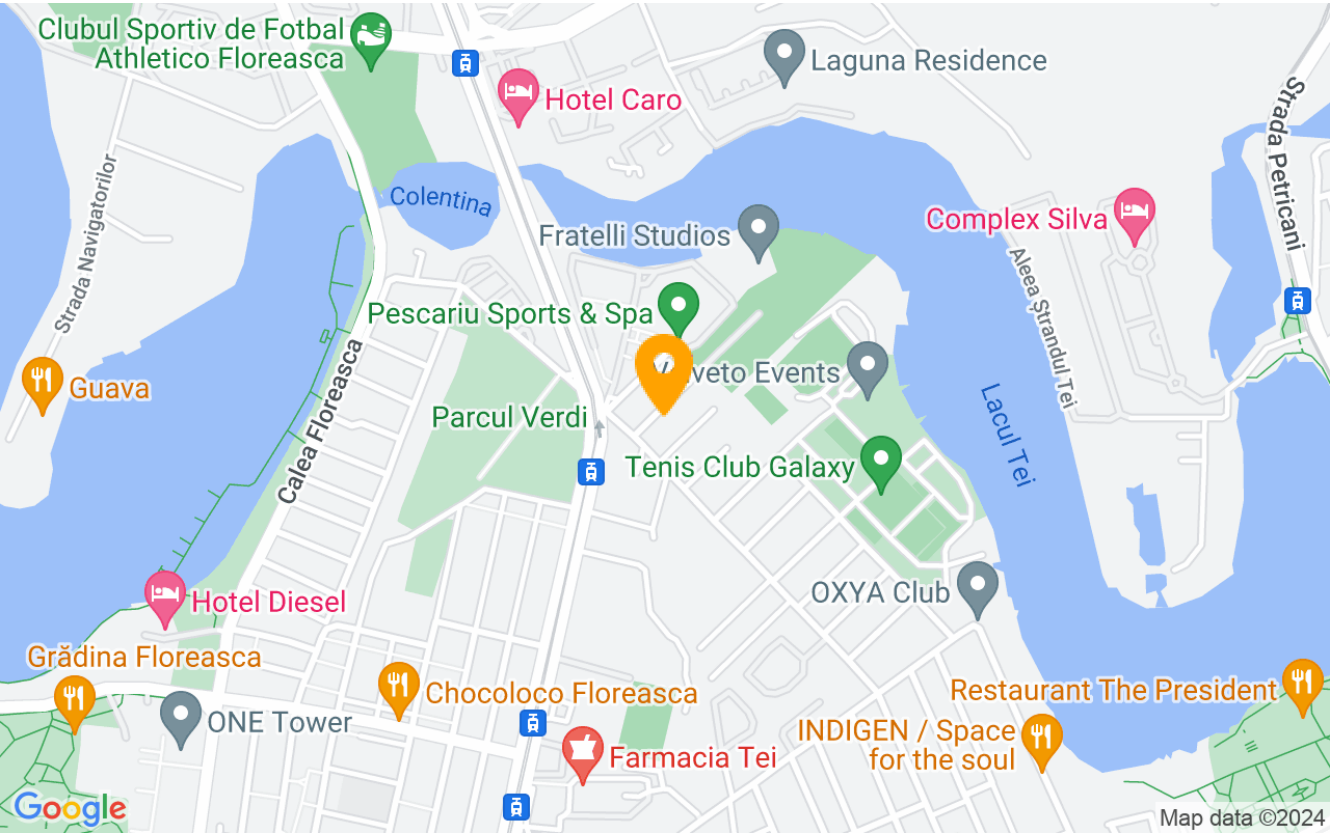 Clubul Sportiv de Fotbal
Athletico Floreasca
Laguna Residence
Hotel Caro
Strada Petricani
Strada Navigatorilor
Colentina
Complex Silva
Fratelli Studios
Aleea Ștrandul Tei
Pescariu Sports & Spa
Guava
Calea Floreasca
veto Events
Lacul Tei
Parcul Verdi
Tenis Club Galaxy
OXYA Club
Hotel Diesel
Grădina Floreasca
Chocoloco Floreasca
Restaurant The President
ONE Tower
INDIGEN / Space
for the soul
Farmacia Tei
Google
Map data ©2024